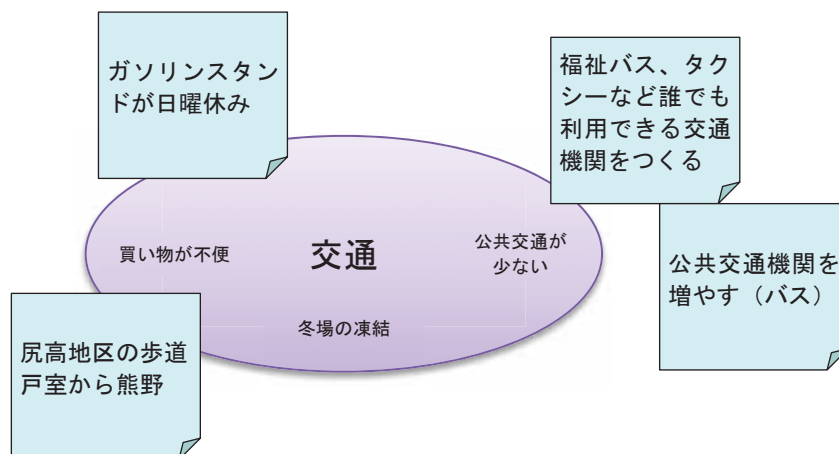 ガソリンスタン
ドが日曜休み
福祉バス、タク
シーなど誰でも
利用できる交通
機関をつくる
買い物が不便
交通
公共交通が
少ない
公共交通機関を
増やす（バス）
冬場の凍結
尻高地区の歩道
戸室から熊野